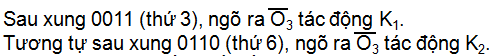 Sau xung 0011 (thứ 3), ngõ ra O̅₃ tác động K₁.
Tương tự sau xung 0110 (thứ 6), ngõ ra O̅₃ tác động K₂.